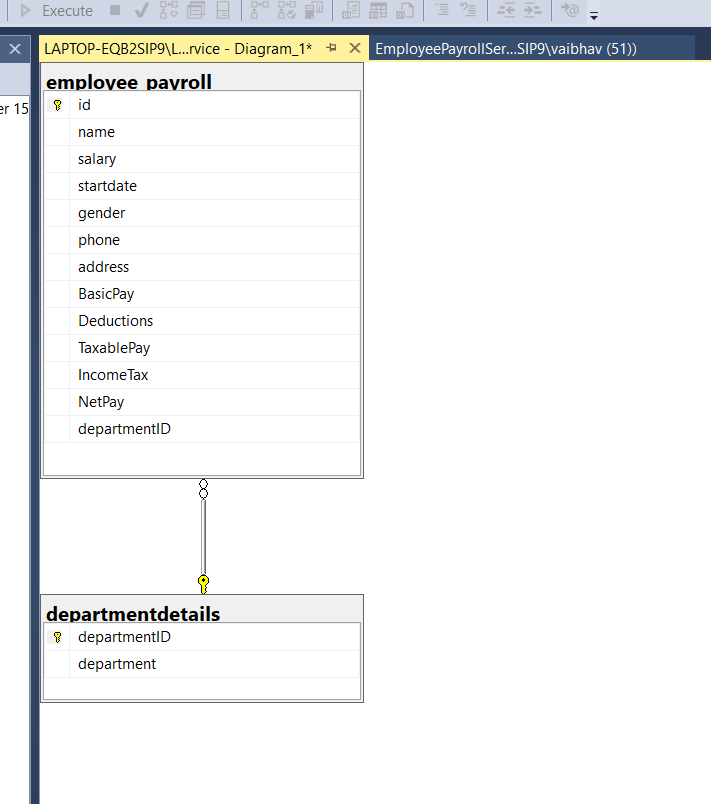 Execute
LAPTOP-EQB2SIP9\L...rvice - Diagram_1*
EmployeePayrollSer...SIP9\vaibhav (51))
er 15
employee_payroll
id
name
salary
startdate
gender
phone
address
BasicPay
Deductions
TaxablePay
IncomeTax
NetPay
departmentID
departmentdetails
departmentID
department